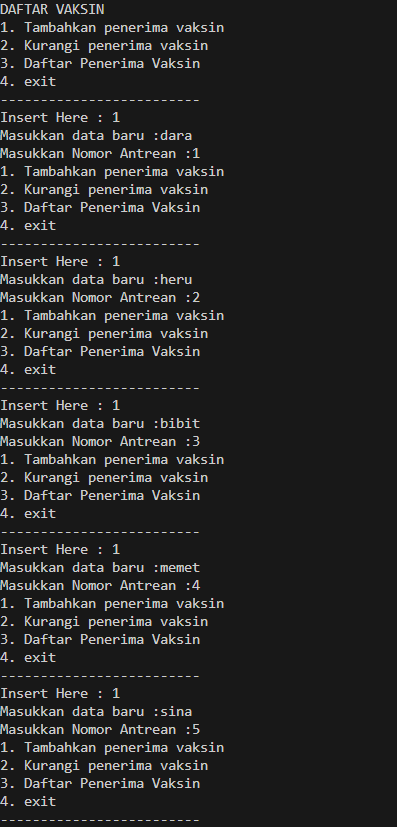 DAFTAR VAKSIN
1. Tambahkan penerima vaksin
2. Kurangi penerima vaksin
3. Daftar Penerima Vaksin
4. exit
-------------------------
Insert Here : 1
Masukkan data baru :dara
Masukkan Nomor Antrean :1
1. Tambahkan penerima vaksin
2. Kurangi penerima vaksin
3. Daftar Penerima Vaksin
4. exit
-------------------------
Insert Here : 1
Masukkan data baru :heru
Masukkan Nomor Antrean :2
1. Tambahkan penerima vaksin
2. Kurangi penerima vaksin
3. Daftar Penerima Vaksin
4. exit
-------------------------
Insert Here : 1
Masukkan data baru :bibit
Masukkan Nomor Antrean :3
1. Tambahkan penerima vaksin
2. Kurangi penerima vaksin
3. Daftar Penerima Vaksin
4. exit
-------------------------
Insert Here : 1
Masukkan data baru :memet
Masukkan Nomor Antrean :4
1. Tambahkan penerima vaksin
2. Kurangi penerima vaksin
3. Daftar Penerima Vaksin
4. exit
-------------------------
Insert Here : 1
Masukkan data baru :sina
Masukkan Nomor Antrean :5
1. Tambahkan penerima vaksin
2. Kurangi penerima vaksin
3. Daftar Penerima Vaksin
4. exit
-------------------------